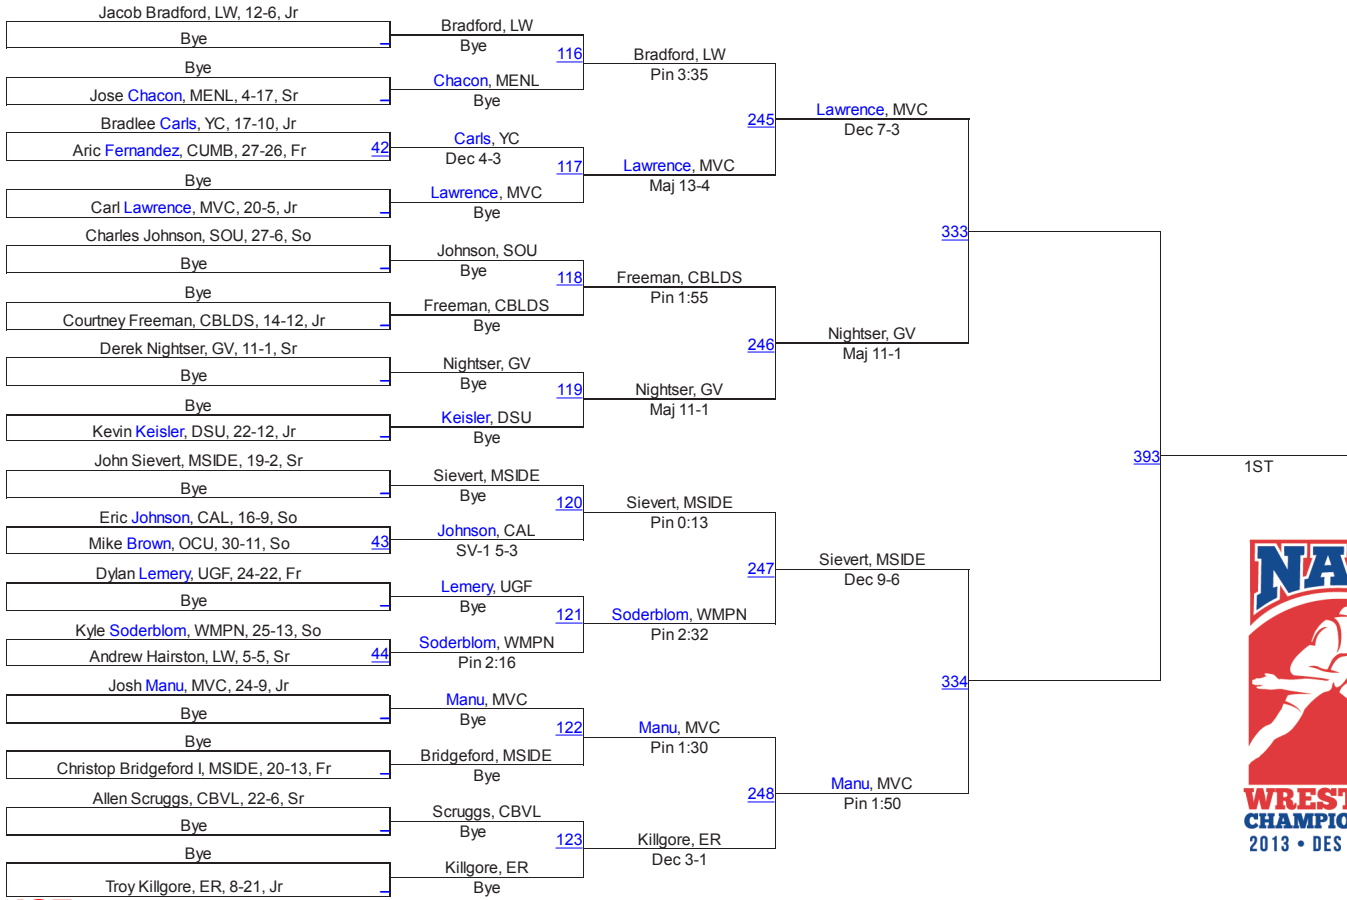 Jacob Bradford, LW, 12-6, Jr
Bye
Bye
Jose Chacon, MENL, 4-17, Sr
Bradlee Carls, YC, 17-10, Jr
Aric Fernandez, CUMB, 27-26, Fr
42
Bye
Carl Lawrence, MVC, 20-5, Jr
Charles Johnson, SOU, 27-6, So
Bye
Bye
Courtney Freeman, CBLDS, 14-12, Jr
Derek Nightser, GV, 11-1, Sr
Bye
Bye
Kevin Keisler, DSU, 22-12, Jr
John Sievert, MSIDE, 19-2, Sr
Bye
Eric Johnson, CAL, 16-9, So
Mike Brown, OCU, 30-11, So
43
Dylan Lemery, UGF, 24-22, Fr
Bye
Kyle Soderblom, WMPN, 25-13, So
Andrew Hairston, LW, 5-5, Sr
44
Josh Manu, MVC, 24-9, Jr
Bye
Bye
Christop Bridgeford I, MSIDE, 20-13, Fr
Allen Scruggs, CBVL, 22-6, Sr
Bye
Bye
Troy Killgore, ER, 8-21, Jr
Bradford, LW
Bye
116
Chacon, MENL
Bye
Carls, YC
Dec 4-3
117
Lawrence, MVC
Bye
Johnson, SOU
Bye
118
Freeman, CBLDS
Bye
Nightser, GV
Bye
119
Keisler, DSU
Bye
Sievert, MSIDE
Bye
120
Johnson, CAL
SV-1 5-3
Lemery, UGF
Bye
121
Soderblom, WMPN
Pin 2:16
Manu, MVC
Bye
122
Bridgeford, MSIDE
Bye
Scruggs, CBVL
Bye
123
Killgore, ER
Bye
Bradford, LW
Pin 3:35
245
Lawrence, MVC
Maj 13-4
Freeman, CBLDS
Pin 1:55
246
Nightser, GV
Maj 11-1
Sievert, MSIDE
Pin 0:13
247
Soderblom, WMPN
Pin 2:32
Manu, MVC
Pin 1:30
248
Killgore, ER
Dec 3-1
Lawrence, MVC
Dec 7-3
333
Nightser, GV
Maj 11-1
Sievert, MSIDE
Dec 9-6
334
Manu, MVC
Pin 1:50
393
1ST
NA
WREST
CHAMPIO
2013 • DES